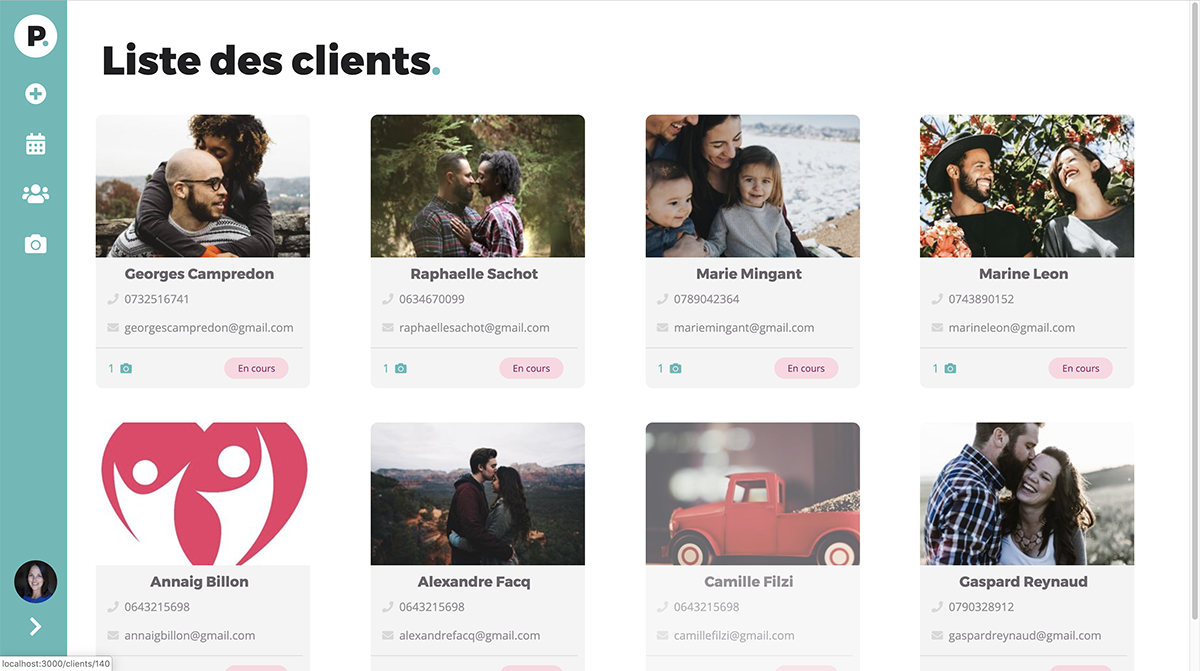 P.
Liste des clients.
Georges Campredon
0732516741
georgescampredon@gmail.com
1
En cours
Raphaelle Sachot
0634670099
raphaellesachot@gmail.com
1
En cours
Marie Mingant
0789042364
mariemingant@gmail.com
1
En cours
Marine Leon
0743890152
marineleon@gmail.com
1
En cours
Annaig Billon
0643215698
annaigbillon@gmail.com
Alexandre Facq
0643215698
alexandrefacq@gmail.com
Camille Filzi
0643215698
camillefilzi@gmail.com
Gaspard Reynaud
0790328912
gaspardreynaud@gmail.com
localhost:3000/clients/140